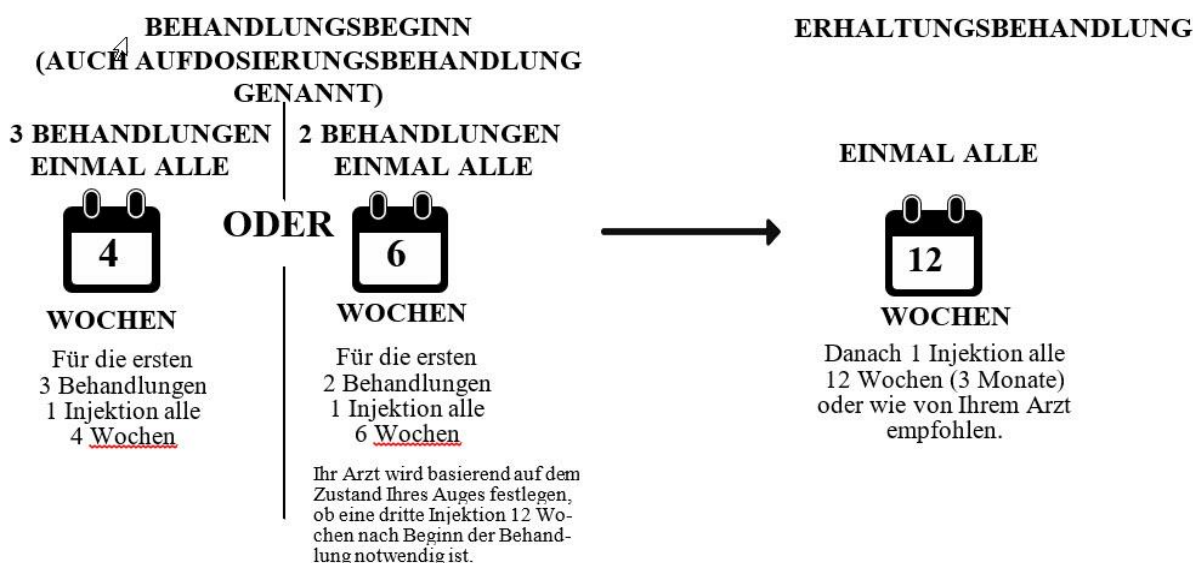 BEHANDLUNGSBEGINN
(AUCH AUFDOSIERUNGSBEHANDLUNG
GENANNT)
3 BEHANDLUNGEN
EINMAL ALLE
4
WOCHEN
Für die ersten
3 Behandlungen
1 Injektion alle
4 Wochen
ODER
2 BEHANDLUNGEN
EINMAL ALLE
6
WOCHEN
Für die ersten
2 Behandlungen
1 Injektion alle
6 Wochen
Ihr Arzt wird basierend auf dem
Zustand Ihres Auges festlegen,
ob eine dritte Injektion 12 Wo-
chen nach Beginn der Behand-
lung notwendig ist.
ERHALTUNGSBEHANDLUNG
EINMAL ALLE
12
WOCHEN
Danach 1 Injektion alle
12 Wochen (3 Monate)
oder wie von Ihrem Arzt
empfohlen.